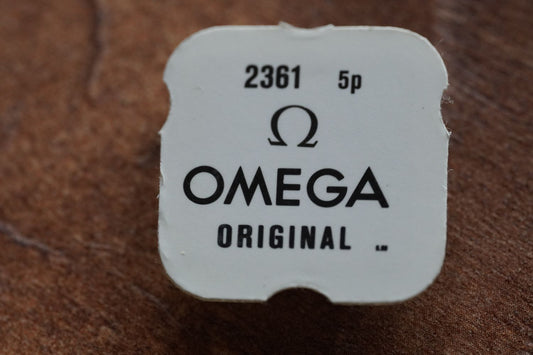 2361 5p
Ω
OMEGA
ORIGINAL